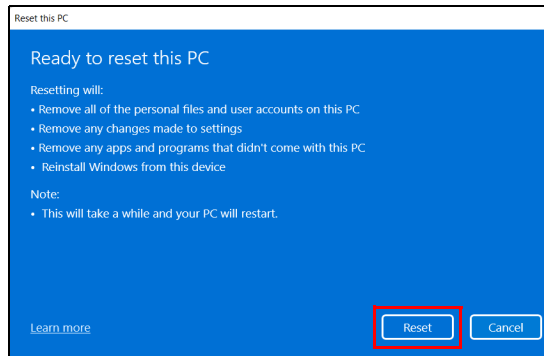 Reset this PC
Ready to reset this PC
Resetting will:
• Remove all of the personal files and user accounts on this PC
• Remove any changes made to settings
• Remove any apps and programs that didn't come with this PC
• Reinstall Windows from this device
Note:
• This will take a while and your PC will restart.
Learn more
Reset
Cancel